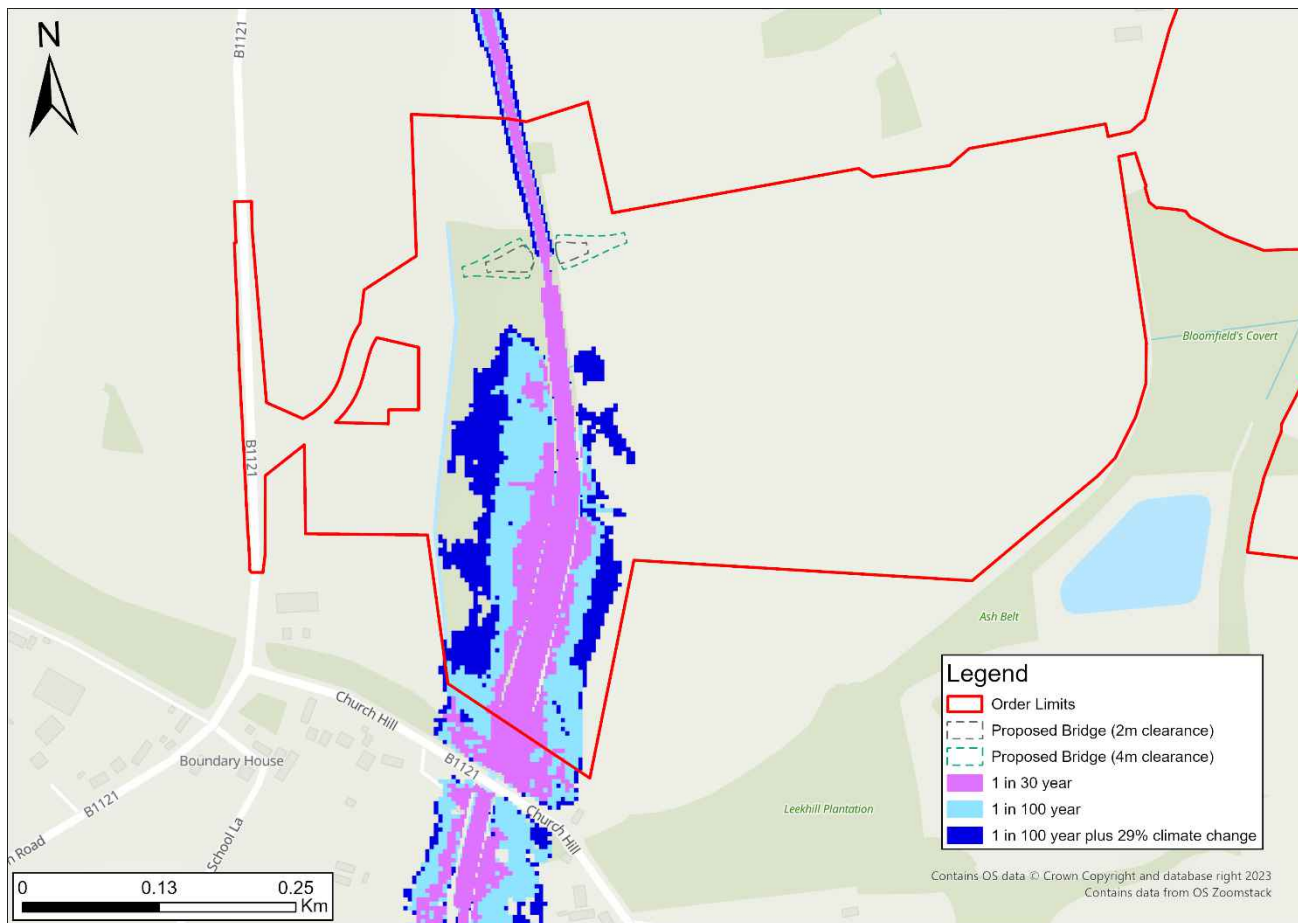 N
B1121
B1121
Bloomfield's Covert
Ash Belt
Church Hill
Boundary House
B1121
B1121
School La
n Road
Church Hill
Leekhill Plantation
Legend
Order Limits
Proposed Bridge (2m clearance)
Proposed Bridge (4m clearance)
1 in 30 year
1 in 100 year
1 in 100 year plus 29% climate change
0 0.13 0.25
Km
Contains OS data © Crown Copyright and database right 2023
Contains data from OS Zoomstack